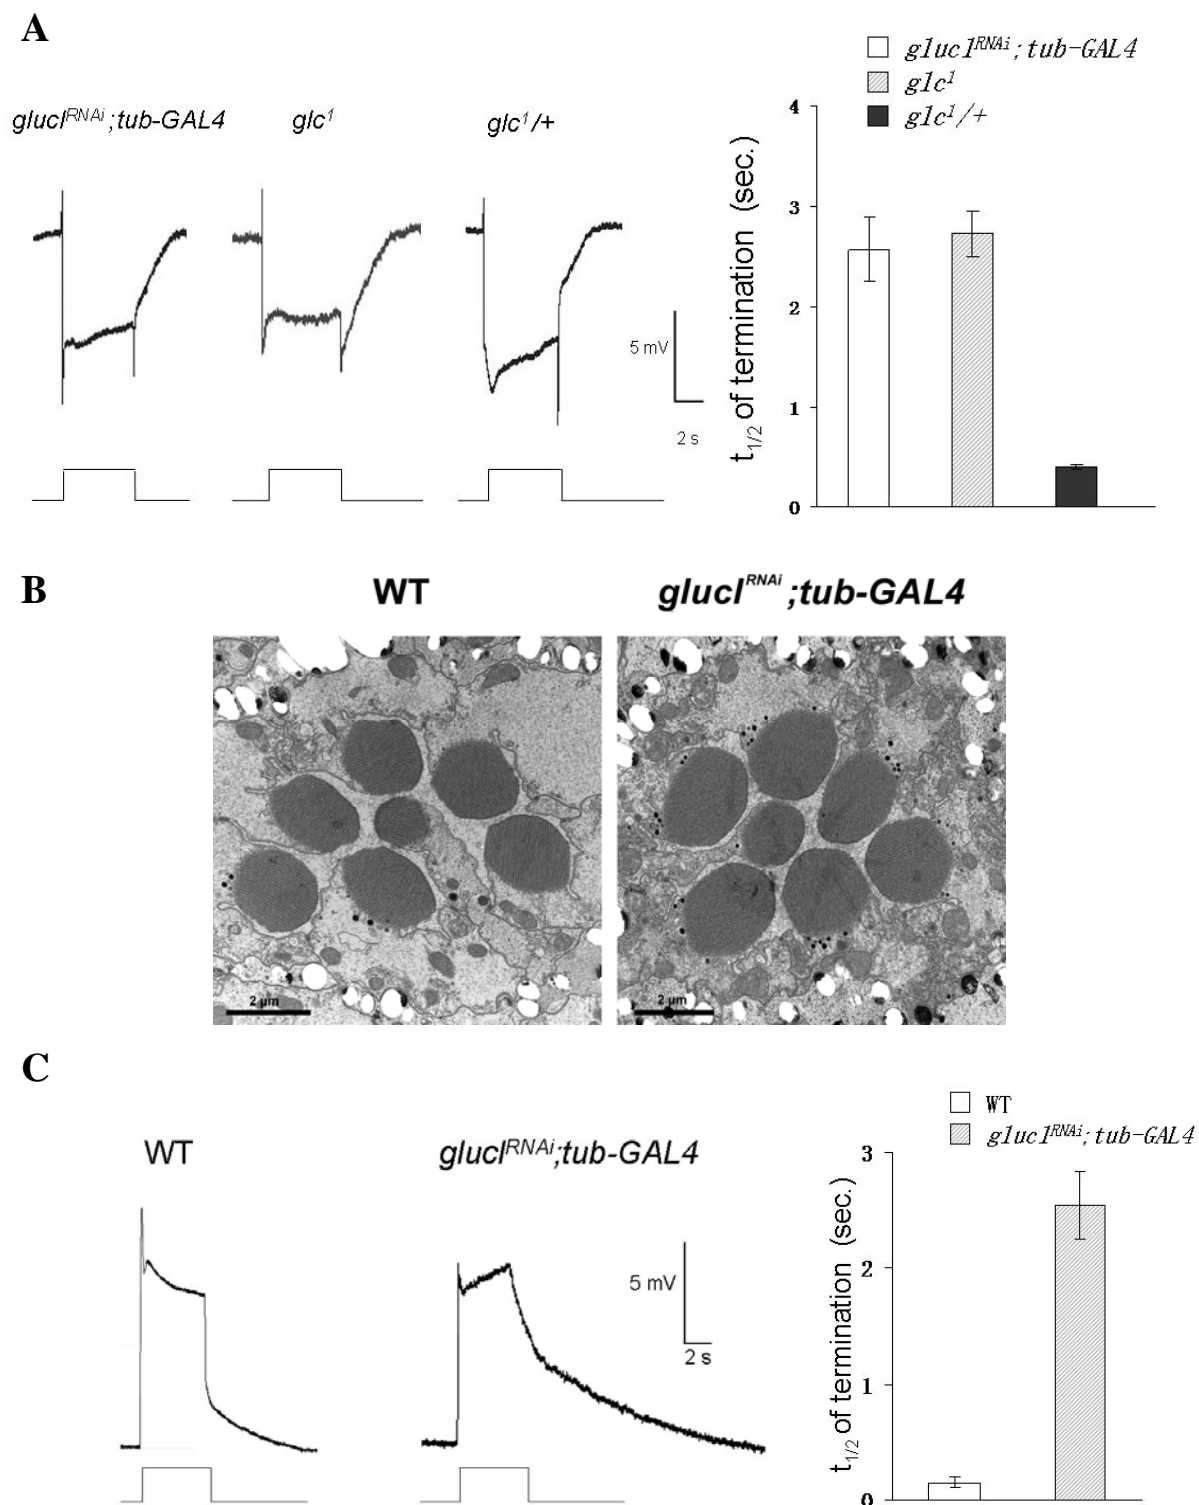 A
glucl^RNAi;tub-GAL4
glc^1
glc^1/+
5 mV
2 s
glucl^RNAi;tub-GAL4
glc^1
glc^1/+
t1/2 of termination (sec.)
4
3
2
1
0
B
WT
glucl^RNAi;tub-GAL4
2 µm
2 µm
C
WT
glucl^RNAi;tub-GAL4
5 mV
2 s
WT
glucl^RNAi;tub-GAL4
t1/2 of termination (sec.)
3
2
1
0